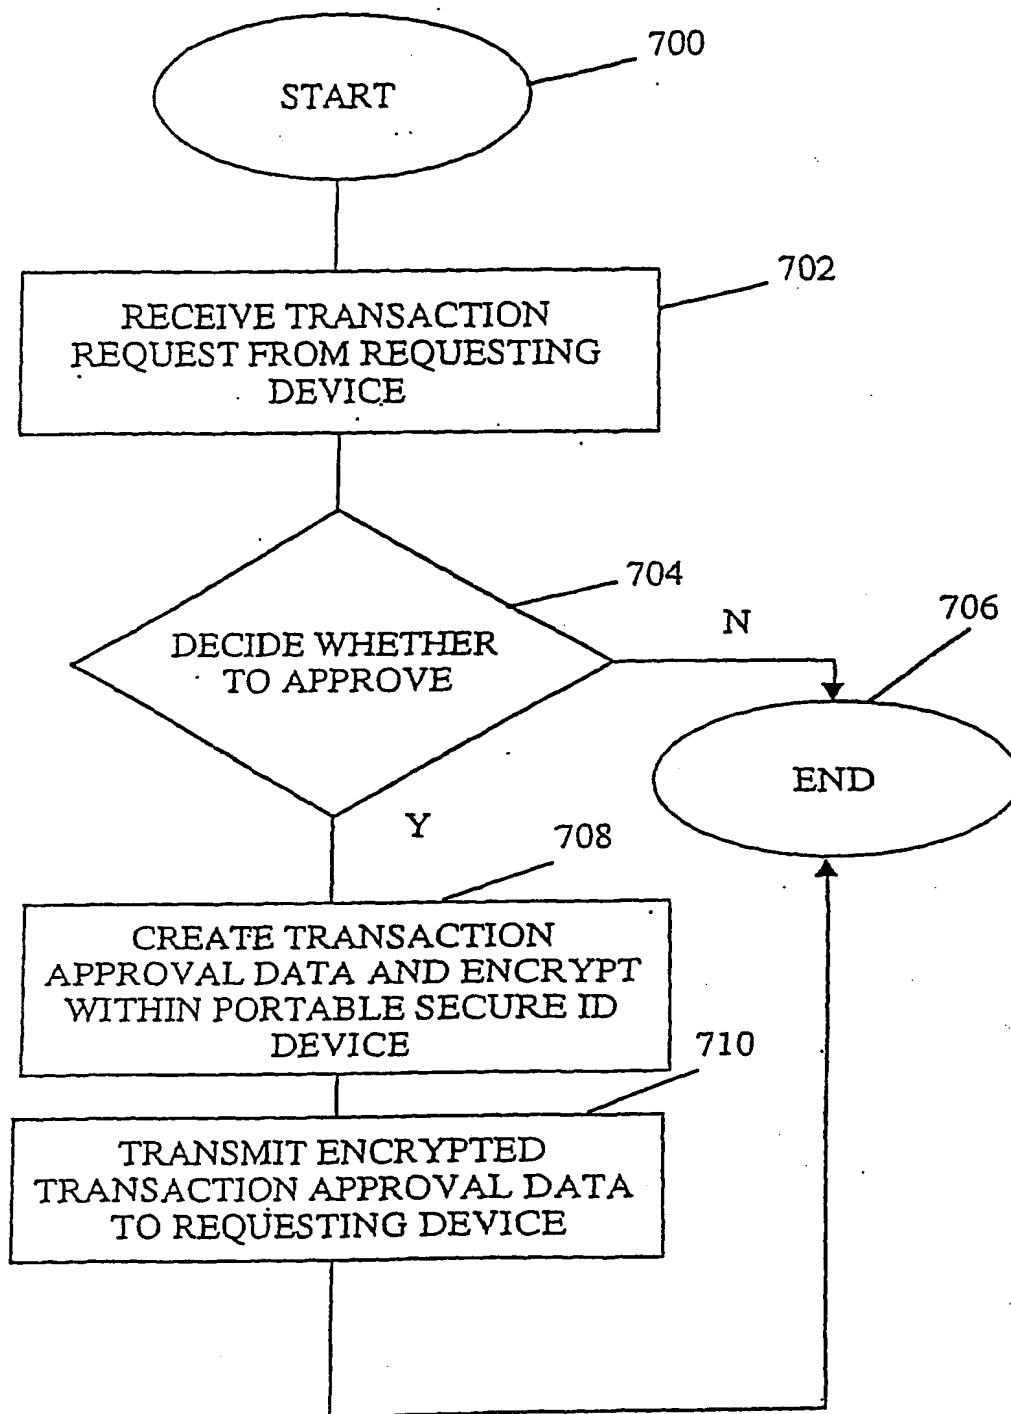 START
700
702
RECEIVE TRANSACTION
REQUEST FROM REQUESTING
DEVICE
704
DECIDE WHETHER
TO APPROVE
N
706
END
Y
708
CREATE TRANSACTION
APPROVAL DATA AND ENCRYPT
WITHIN PORTABLE SECURE ID
DEVICE
710
TRANSMIT ENCRYPTED
TRANSACTION APPROVAL DATA
TO REQUESTING DEVICE